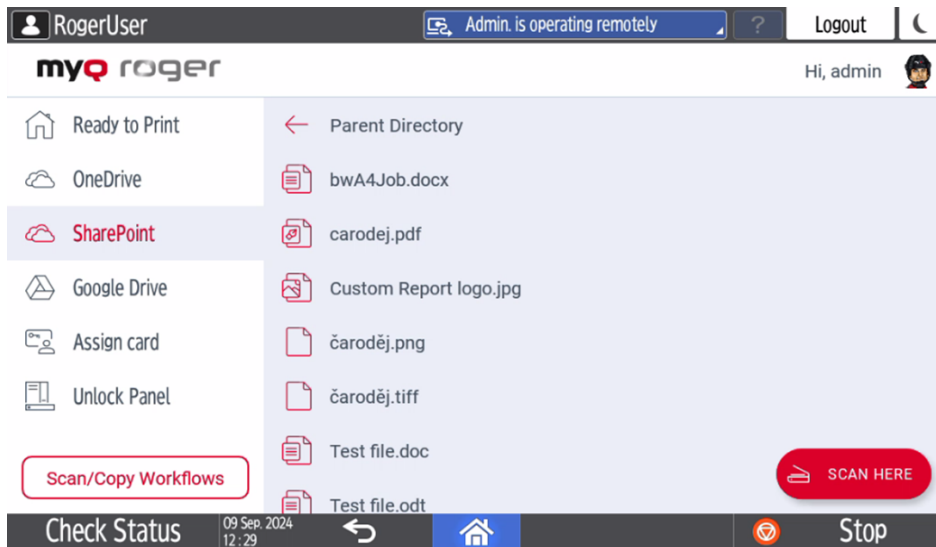 RogerUser
Admin. is operating remotely
?
Logout
myQ roger
Hi, admin
Ready to Print
OneDrive
SharePoint
Google Drive
Assign card
Unlock Panel
Scan/Copy Workflows
Parent Directory
bwA4Job.docx
carodej.pdf
Custom Report logo.jpg
čaroděj.png
čaroděj.tiff
Test file.doc
Test file.odt
SCAN HERE
Check Status
09 Sep. 2024
12:29
Stop